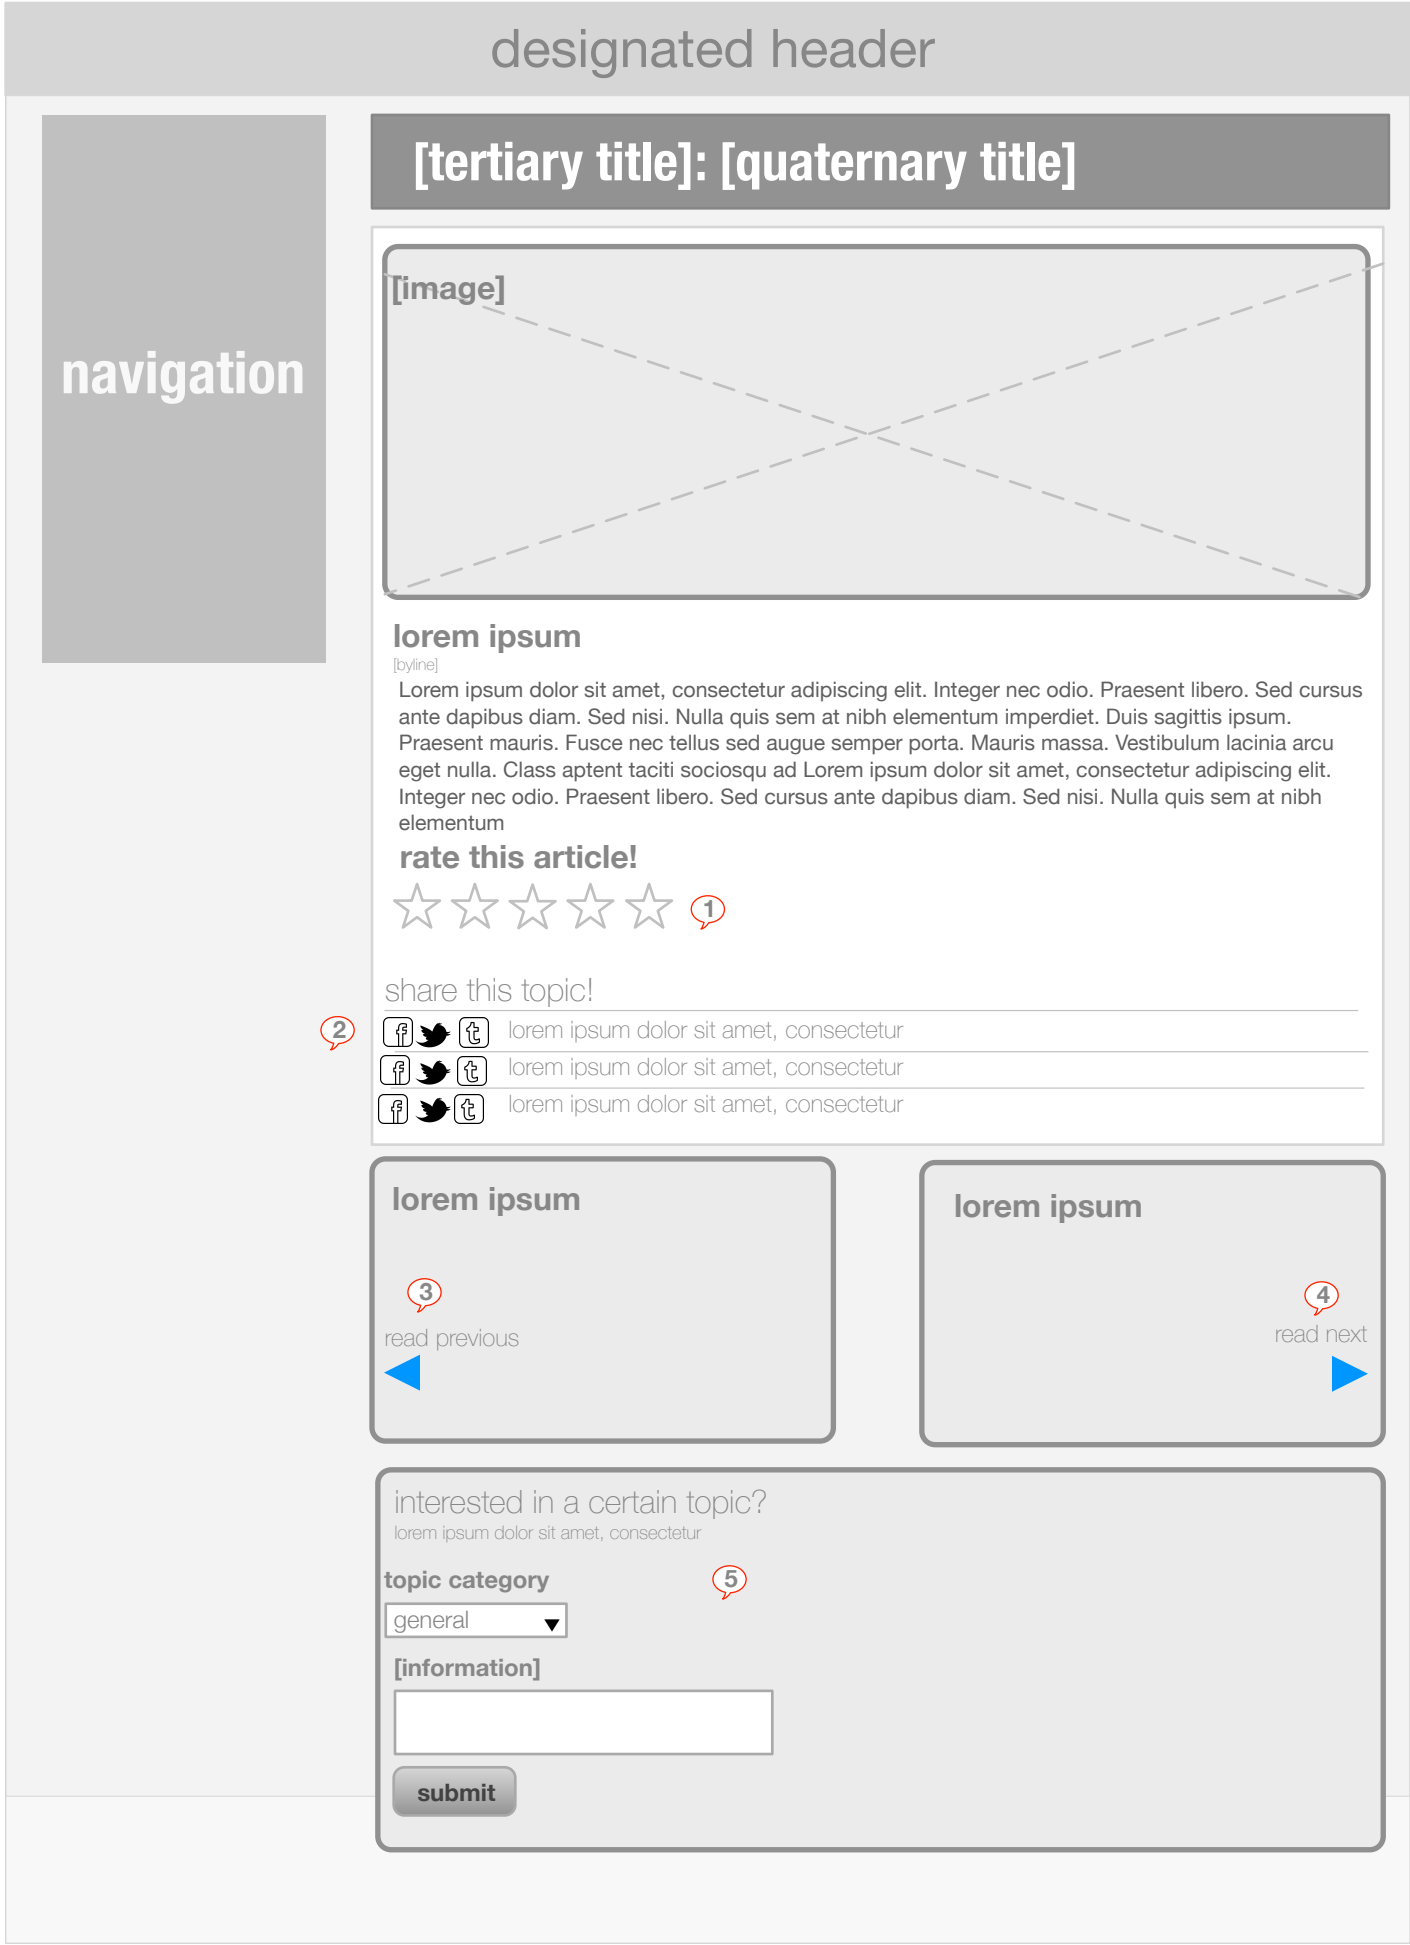 designated header
navigation
[tertiary title]: [quaternary title]
[image]
lorem ipsum
[byline]
Lorem ipsum dolor sit amet, consectetur adipiscing elit. Integer nec odio. Praesent libero. Sed cursus
ante dapibus diam. Sed nisi. Nulla quis sem at nibh elementum imperdiet. Duis sagittis ipsum.
Praesent mauris. Fusce nec tellus sed augue semper porta. Mauris massa. Vestibulum lacinia arcu
eget nulla. Class aptent taciti sociosqu ad Lorem ipsum dolor sit amet, consectetur adipiscing elit.
Integer nec odio. Praesent libero. Sed cursus ante dapibus diam. Sed nisi. Nulla quis sem at nibh
elementum
rate this article!
1
share this topic!
2
f t lorem ipsum dolor sit amet, consectetur
f t lorem ipsum dolor sit amet, consectetur
f t lorem ipsum dolor sit amet, consectetur
lorem ipsum
3
read previous
lorem ipsum
4
read next
interested in a certain topic?
lorem ipsum dolor sit amet, consectetur
topic category
5
general
[information]
submit